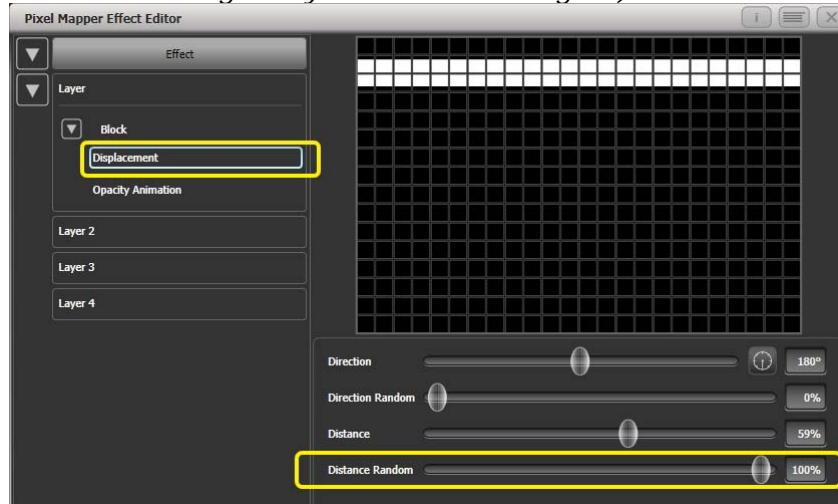 Pixel Mapper Effect Editor
i
Effect
Layer
Block
Displacement
Opacity Animation
Layer 2
Layer 3
Layer 4
Direction 180°
Direction Random 0%
Distance 59%
Distance Random 100%